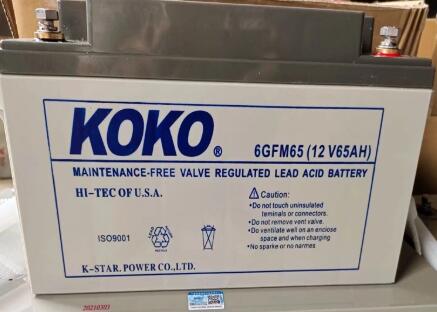 KOKO®
6GFM65 (12 V65AH)
MAINTENANCE-FREE VALVE REGULATED LEAD ACID BATTERY
HI-TEC OF U.S.A.
Caution:
•Do not touch uninsulated
teminals or connectors.
•Do not remove vent valve.
•Do ventilate well on an enclose
space and when charging
•No sparke or no narmes
ISO9001
K-STAR. POWER CO.,LTD.
20210303